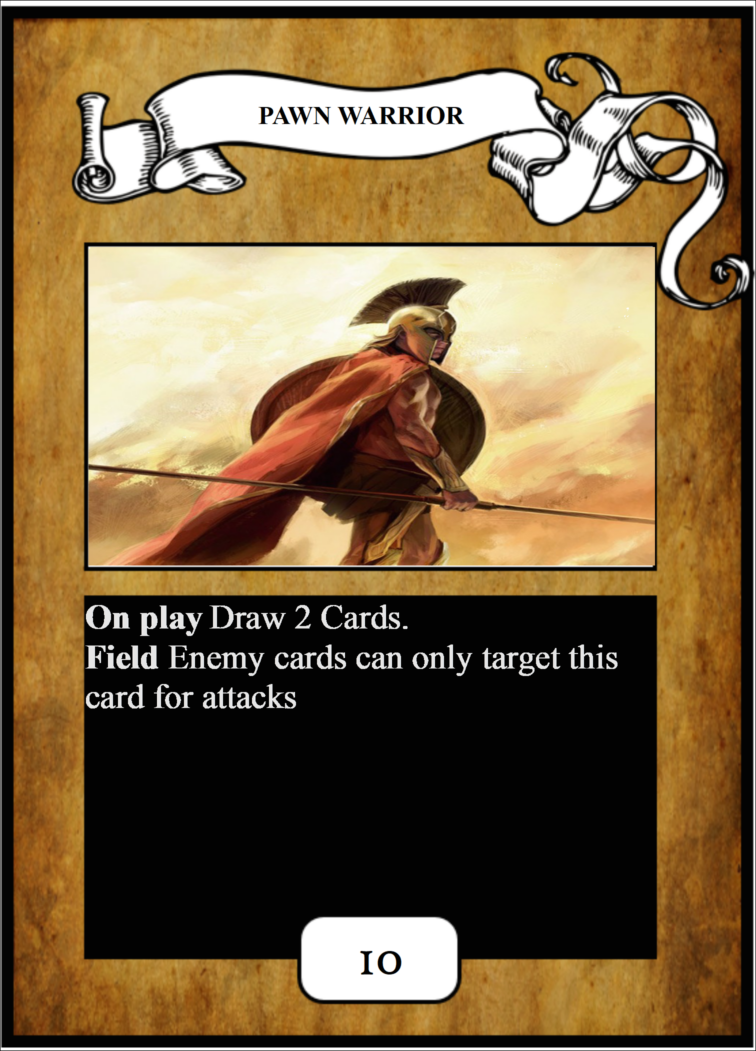 PAWN WARRIOR
On play Draw 2 Cards.
Field Enemy cards can only target this
card for attacks
10